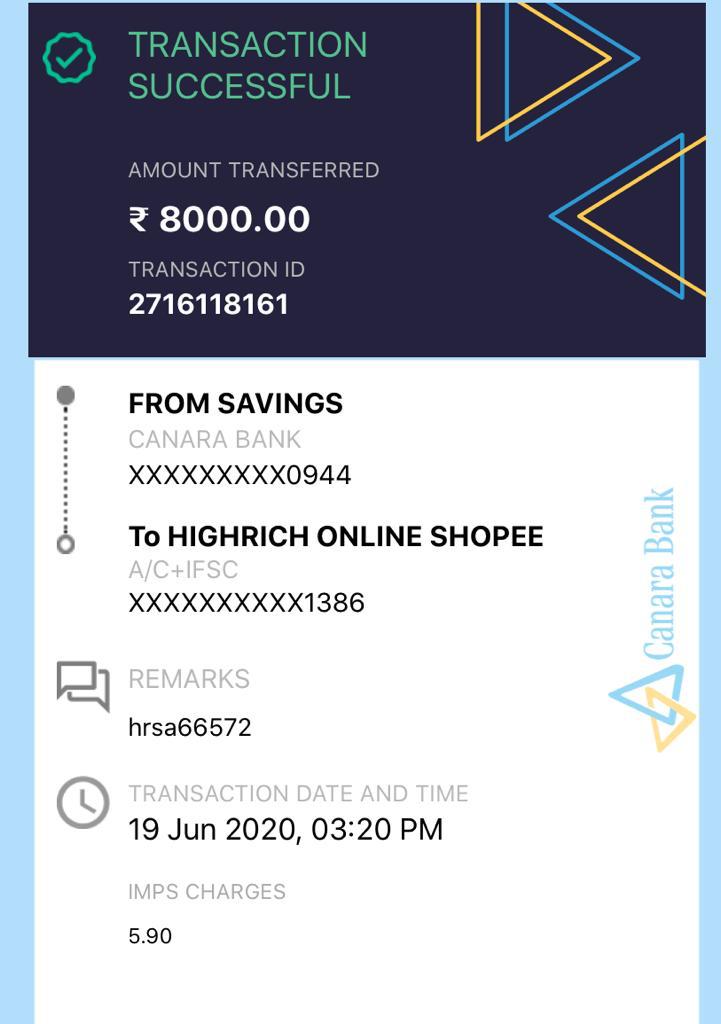 TRANSACTION
SUCCESSFUL
AMOUNT TRANSFERRED
₹ 8000.00
TRANSACTION ID
2716118161
FROM SAVINGS
CANARA BANK
XXXXXXXXX0944
To HIGHRICH ONLINE SHOPEE
A/C+IFSC
XXXXXXXXXX1386
Canara Bank
REMARKS
hrsa66572
TRANSACTION DATE AND TIME
19 Jun 2020, 03:20 PM
IMPS CHARGES
5.90